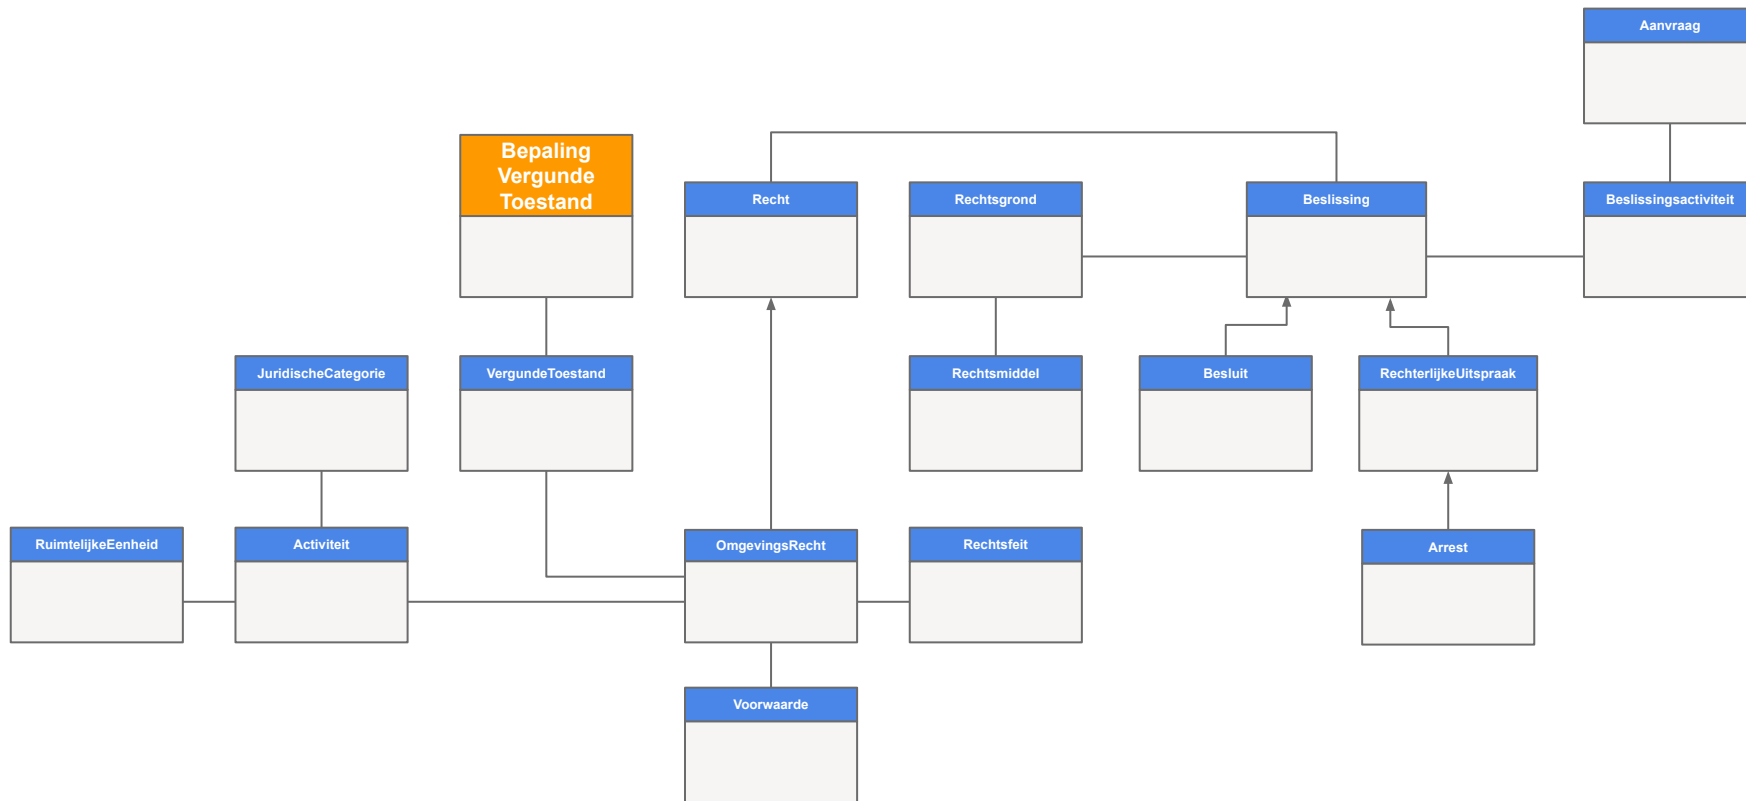 Aanvraag
Bepaling
Vergunde
Toestand
Recht
Rechtsgrond
Beslissing
Beslissingsactiviteit
JuridischeCategorie
VergundeToestand
Rechtsmiddel
Besluit
RechterlijkeUitspraak
RuimtelijkeEenheid
Activiteit
OmgevingsRecht
Rechtsfeit
Arrest
Voorwaarde